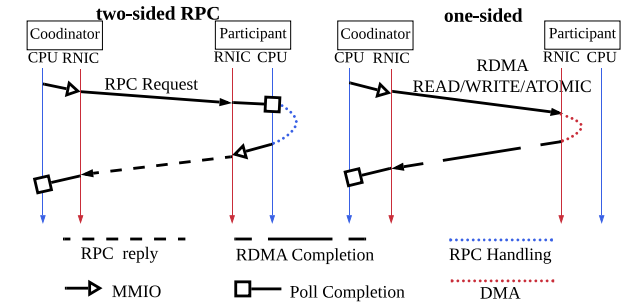 two-sided RPC
one-sided
Coodinator
Participant
Coodinator
Participant
CPU RNIC
RNIC CPU
CPU RNIC
RNIC CPU
RPC Request
RDMA
READ/WRITE/ATOMIC
RPC reply
RDMA Completion
RPC Handling
MMIO
Poll Completion
DMA